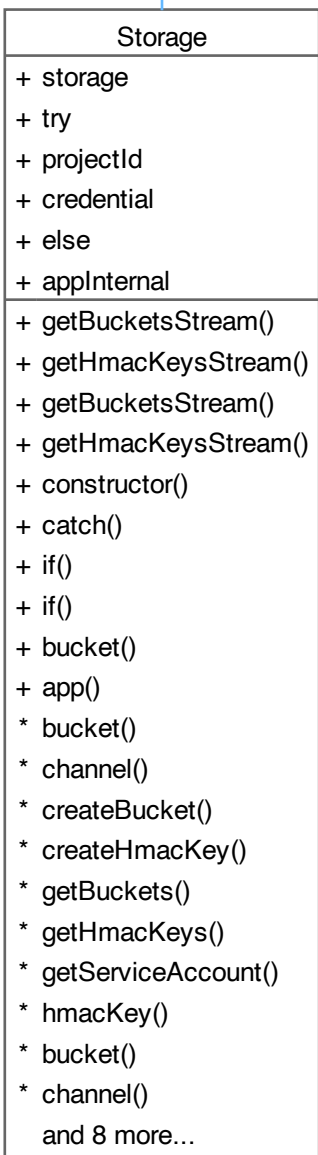 Storage
+ storage
+ try
+ projectId
+ credential
+ else
+ appInternal
+ getBucketsStream()
+ getHmacKeysStream()
+ getBucketsStream()
+ getHmacKeysStream()
+ constructor()
+ catch()
+ if()
+ if()
+ bucket()
+ app()
* bucket()
* channel()
* createBucket()
* createHmacKey()
* getBuckets()
* getHmacKeys()
* getServiceAccount()
* hmacKey()
* bucket()
* channel()
and 8 more...